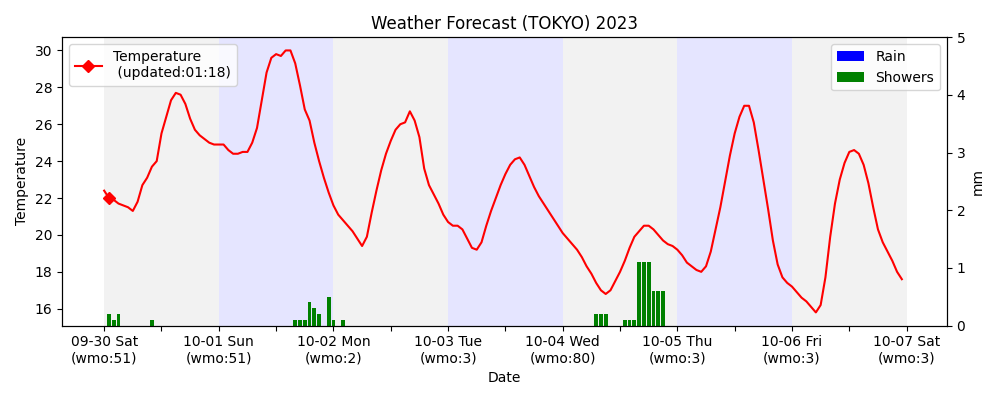 Weather Forecast (TOKYO) 2023
Temperature
(updated:01:18)
Rain
Showers
30
28
26
24
22
20
18
16
Temperature
5
4
3
2
1
0
mm
09-30 Sat
(wmo:51)
10-01 Sun
(wmo:51)
10-02 Mon
(wmo:2)
10-03 Tue
(wmo:3)
10-04 Wed
(wmo:80)
10-05 Thu
(wmo:3)
10-06 Fri
(wmo:3)
10-07 Sat
(wmo:3)
Date